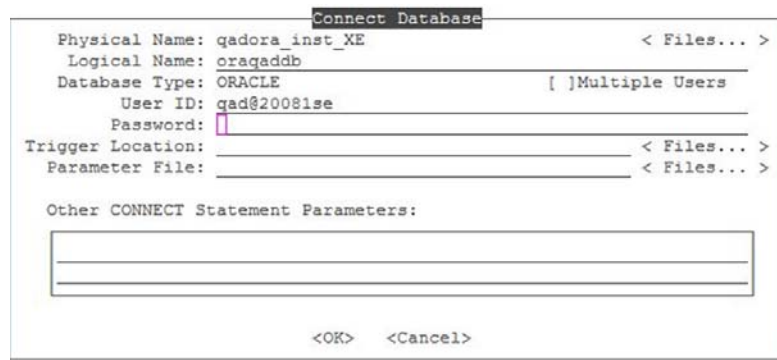 Connect Database
Physical Name: qadora_inst_XE < Files... >
Logical Name: oraqaddb
Database Type: ORACLE [ ]Multiple Users
User ID: qad@20081se
Password:
Trigger Location: < Files... >
Parameter File: < Files... >
Other CONNECT Statement Parameters:
<OK> <Cancel>